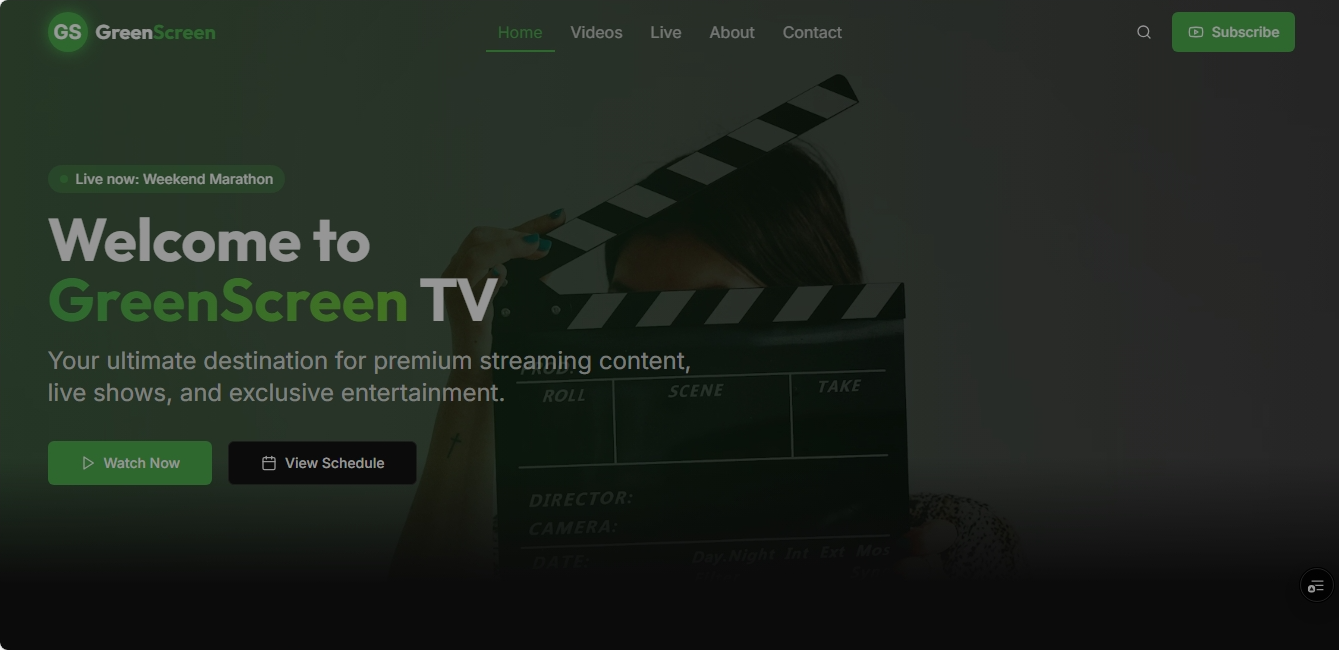 GS GreenScreen
Home Videos Live About Contact
Subscribe
Live now: Weekend Marathon
Welcome to
GreenScreen TV
Your ultimate destination for premium streaming content,
live shows, and exclusive entertainment.
Watch Now
View Schedule
PROD.
ROLL SCENE TAKE
DIRECTOR:
CAMERA:
DATE: Day.Night Int Ext Mos